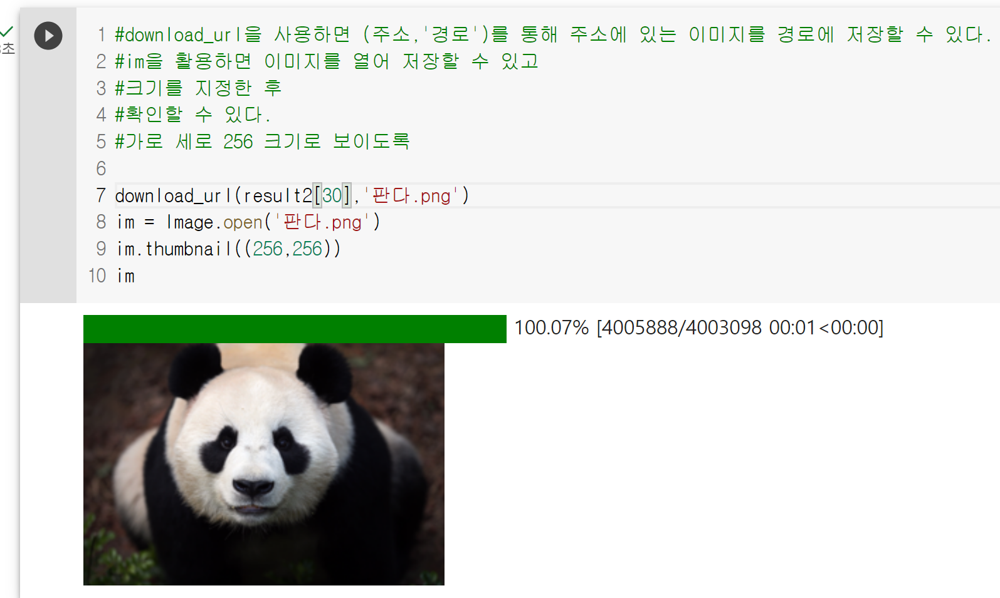 1 #download_url을 사용하면 (주소,'경로')를 통해 주소에 있는 이미지를 경로에 저장할 수 있다.
2 #im을 활용하면 이미지를 열어 저장할 수 있고
초
3 #크기를 지정한 후
4 #확인할 수 있다.
5 #가로 세로 256 크기로 보이도록
6
7 download_url(result2[30],'판다.png')
8 im = Image.open('판다.png')
9 im.thumbnail((256,256))
10 im
100.07% [4005888/4003098 00:01<00:00]